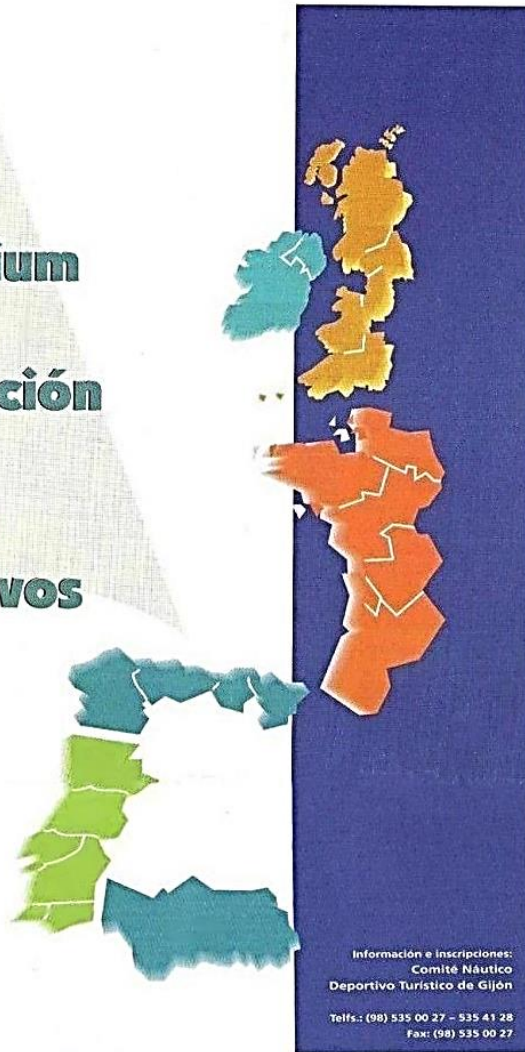 ium
ción
vos
Información e inscripciones:
Comité Náutico
Deportivo Turístico de Gijón
Telfs.: (98) 535 00 27 – 535 41 28
Fax: (98) 535 00 27